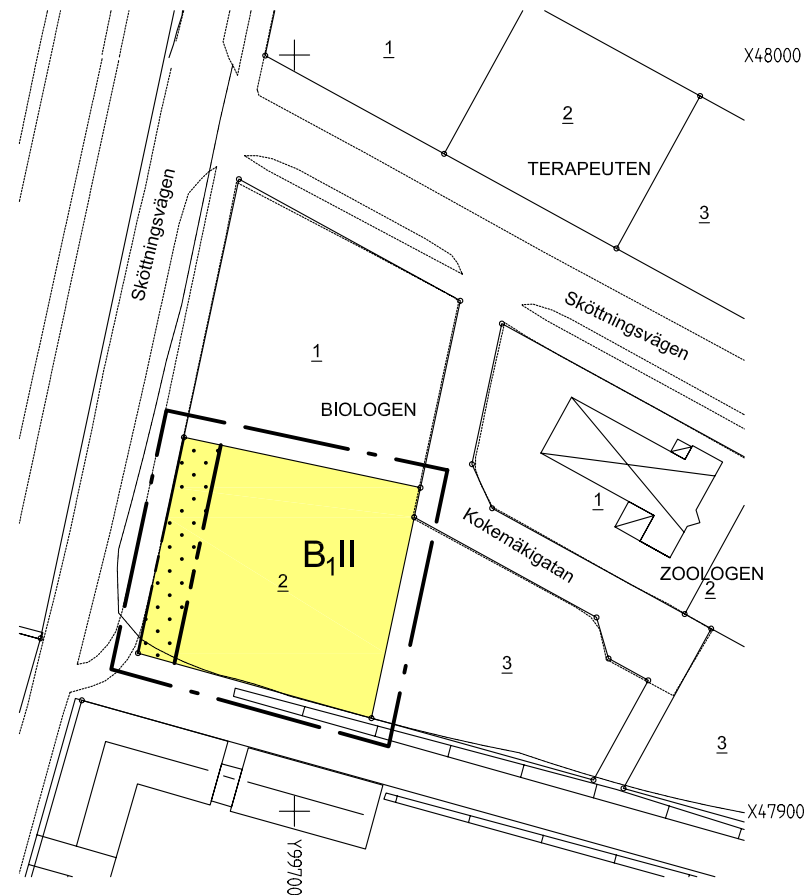 1
X48000
2
TERAPEUTEN
3
Sköttningsvägen
Sköttningsvägen
1
BIOLOGEN
1
Kokemäkigatan
B₁II
2
ZOOLOGEN
2
3
3
X47900
Y99700